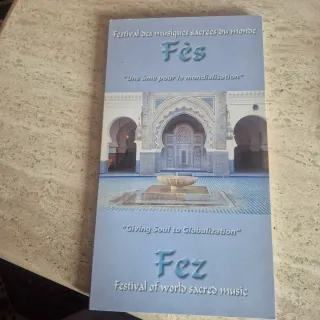 Festival des musiques sacrées du monde
Fès
"Une âme pour la mondialisation"
"Giving Soul to Globalization"
Fez
Festival of world sacred music